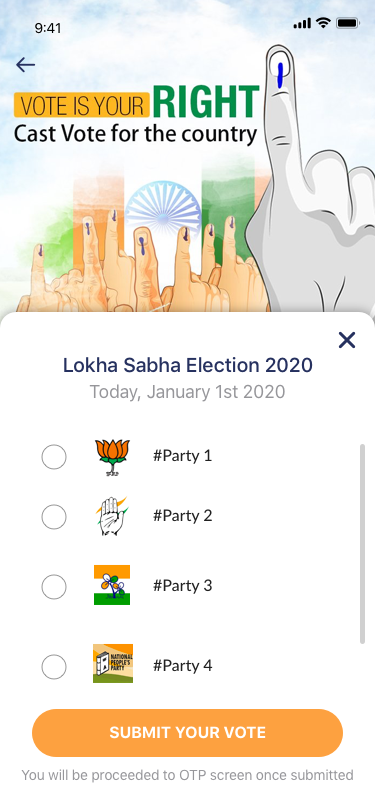 9:41
VOTE IS YOUR RIGHT
Cast Vote for the country
Lokha Sabha Election 2020
Today, January 1st 2020
#Party 1
#Party 2
#Party 3
#Party 4
NATIONAL
PEOPLE'S
PARTY
SUBMIT YOUR VOTE
You will be proceeded to OTP screen once submitted